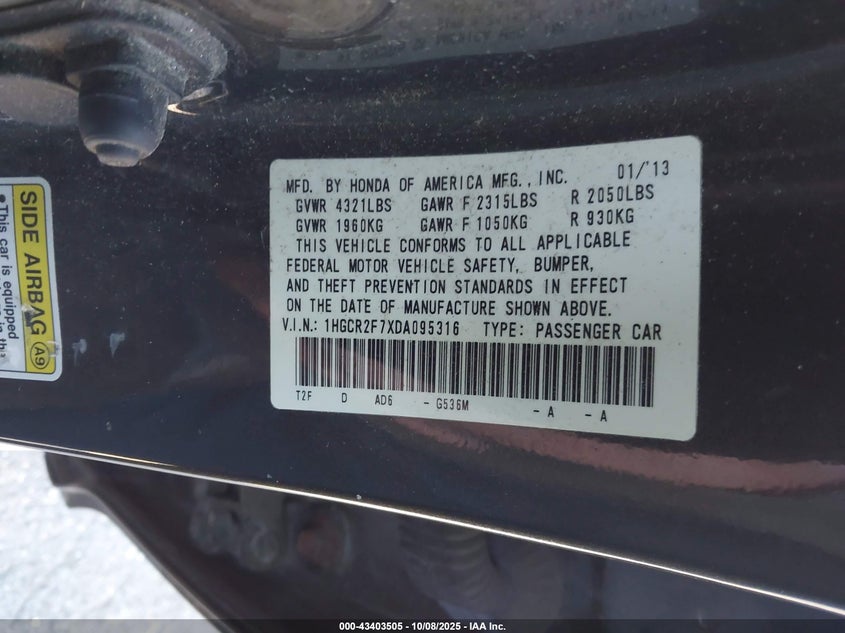 MFD. BY HONDA OF AMERICA MFG., INC. 01/'13
GVWR 4321LBS GAWR F 2315LBS R 2050LBS
GVWR 1960KG GAWR F 1050KG R 930KG
THIS VEHICLE CONFORMS TO ALL APPLICABLE
FEDERAL MOTOR VEHICLE SAFETY, BUMPER,
AND THEFT PREVENTION STANDARDS IN EFFECT
ON THE DATE OF MANUFACTURE SHOWN ABOVE.
V.I.N.: 1HGCR2F7XDA095316 TYPE: PASSENGER CAR
T2F D AD6 - G536M - A - A
SIDE AIRBAG A9
• This car is equipped
000-43403505 - 10/08/2025 - IAA Inc.